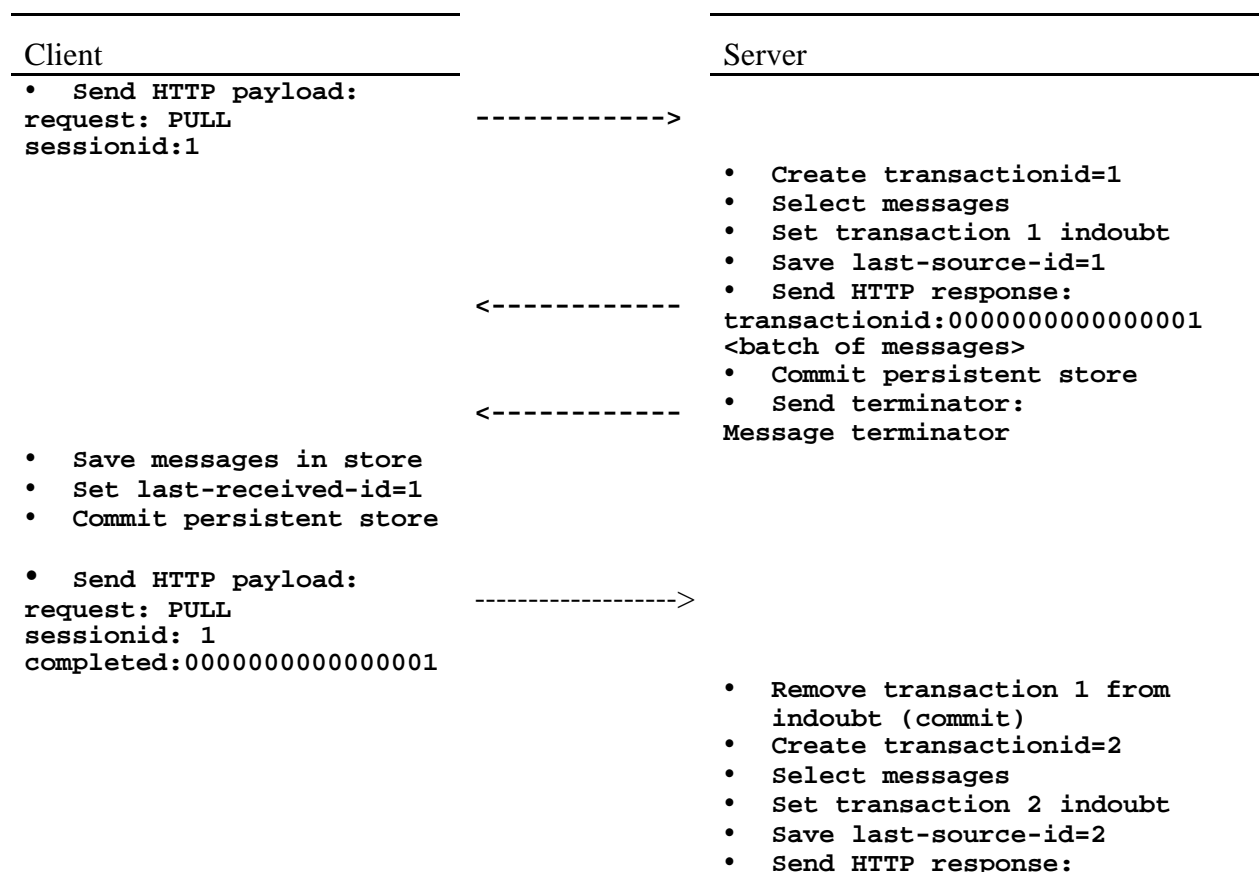 Client
Server
• Send HTTP payload:
request: PULL
sessionid:1
------------>
• Create transactionid=1
• Select messages
• Set transaction 1 indoubt
• Save last-source-id=1
• Send HTTP response:
<------------
transactionid:0000000000000001
<batch of messages>
• Commit persistent store
• Send terminator:
<------------
Message terminator
• Save messages in store
• Set last-received-id=1
• Commit persistent store
• Send HTTP payload:
request: PULL
sessionid: 1
completed:0000000000000001
------------------->
• Remove transaction 1 from
indoubt (commit)
• Create transactionid=2
• Select messages
• Set transaction 2 indoubt
• Save last-source-id=2
• Send HTTP response: